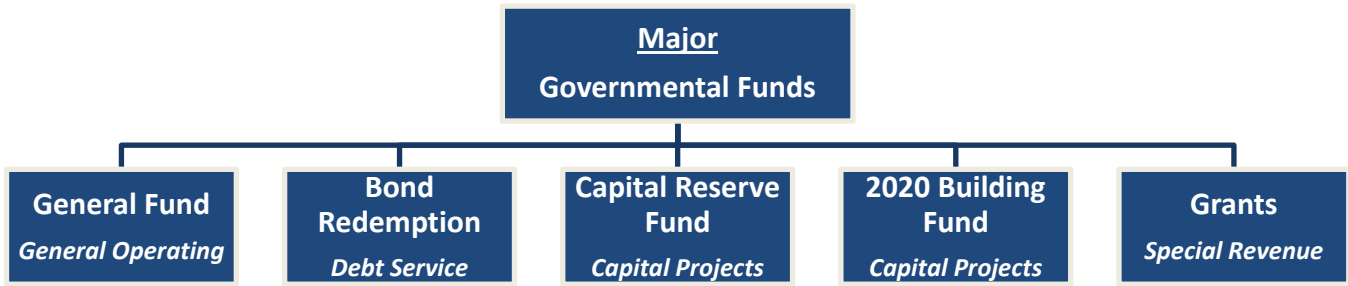 Major
Governmental Funds
General Fund
General Operating
Bond
Redemption
Debt Service
Capital Reserve
Fund
Capital Projects
2020 Building
Fund
Capital Projects
Grants
Special Revenue